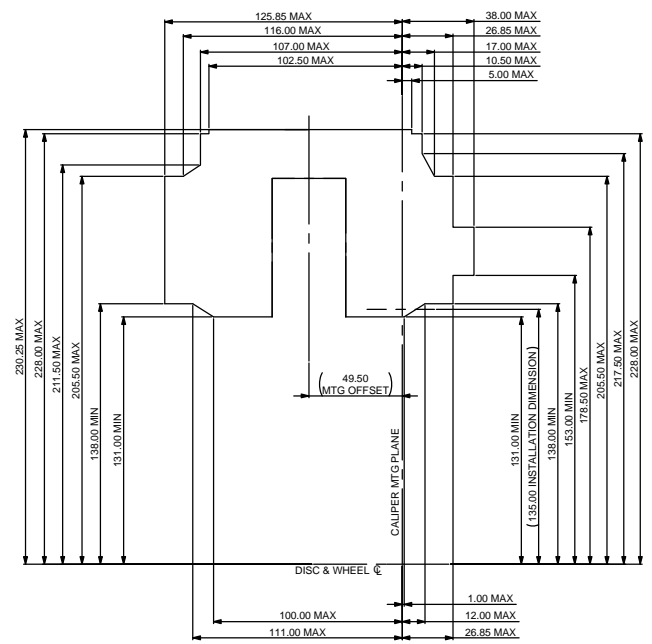 125.85 MAX
116.00 MAX
107.00 MAX
102.50 MAX
38.00 MAX
26.85 MAX
17.00 MAX
10.50 MAX
5.00 MAX
230.25 MAX
228.00 MAX
211.50 MAX
205.50 MAX
138.00 MIN
131.00 MIN
(49.50
MTG OFFSET)
CALIPER MTG PLANE
131.00 MIN
(135.00 INSTALLATION DIMENSION)
138.00 MIN
153.00 MIN
178.50 MAX
205.50 MAX
217.50 MAX
228.00 MAX
DISC & WHEEL ℄
1.00 MAX
100.00 MAX
12.00 MAX
111.00 MAX
26.85 MAX